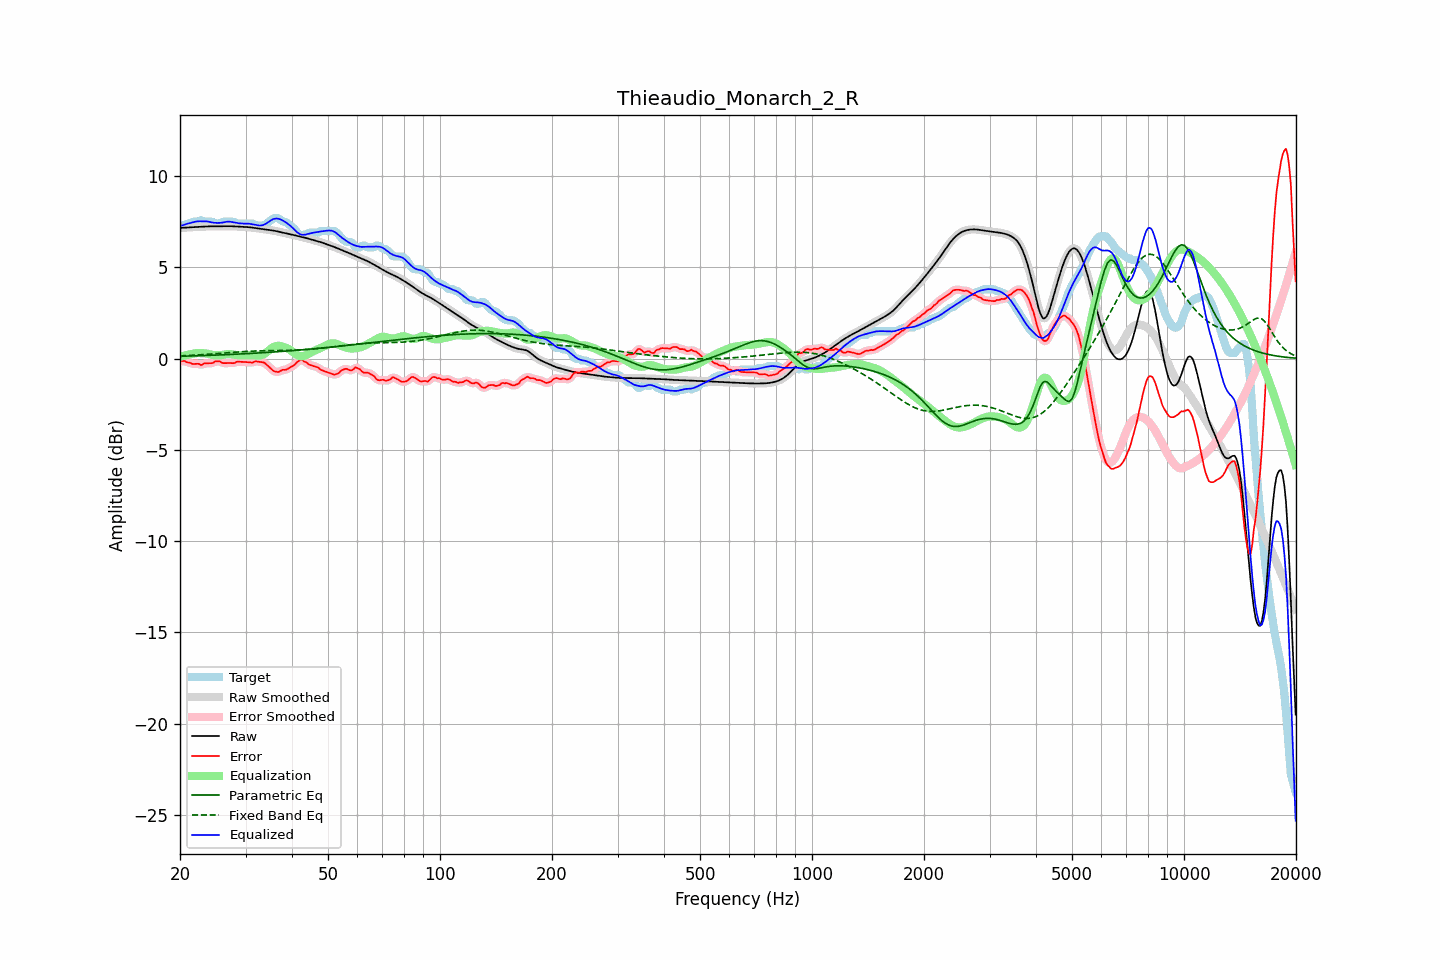 Thieaudio_Monarch_2_R
10
5
0
−5
−10
−15
−20
−25
Amplitude (dBr)
Target
Raw Smoothed
Error Smoothed
Raw
Error
Equalization
Parametric Eq
Fixed Band Eq
Equalized
20 50 100 200 500 1000 2000 5000 10000 20000
Frequency (Hz)